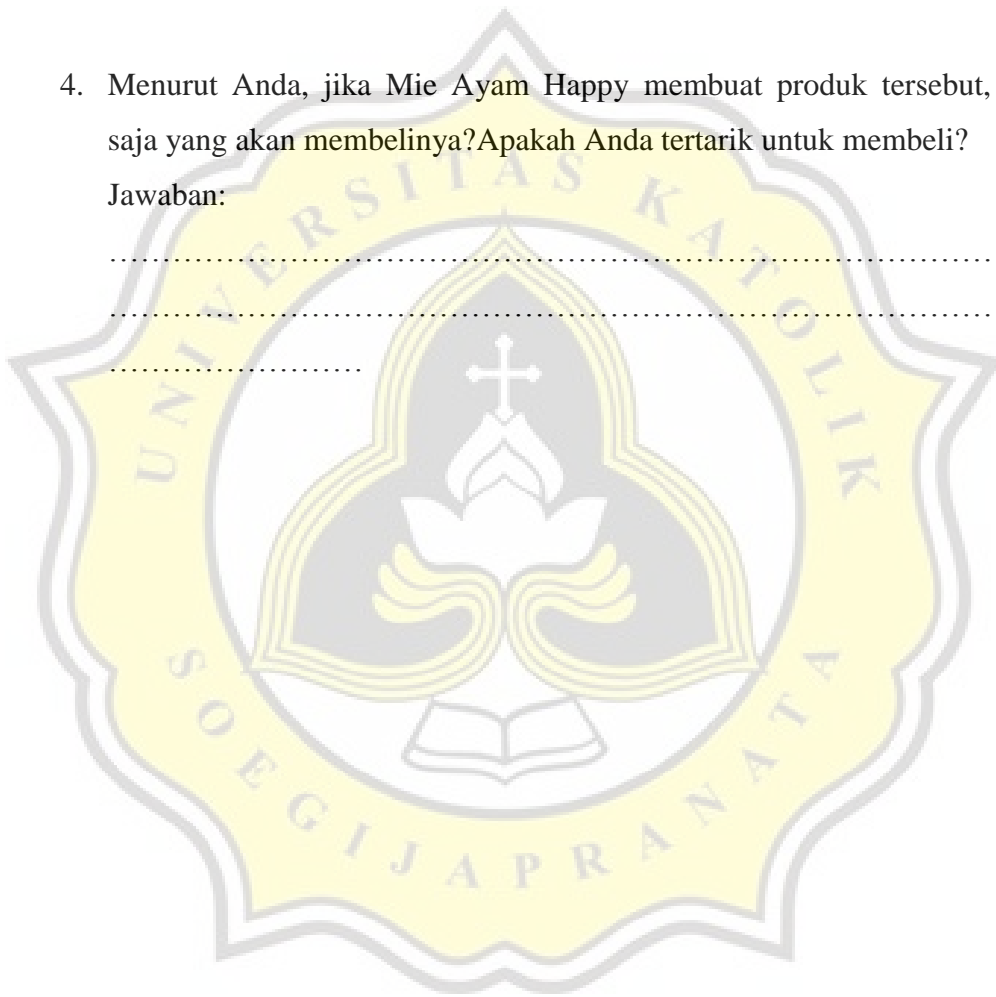 4. Menurut Anda, jika Mie Ayam Happy membuat produk tersebut,
saja yang akan membelinya?Apakah Anda tertarik untuk membeli?
Jawaban:
……………………………………………………………………………………
……………………………………………………………………………………
………………………
UNIVERSITAS KATOLIK
SOEGIJAPRANATA